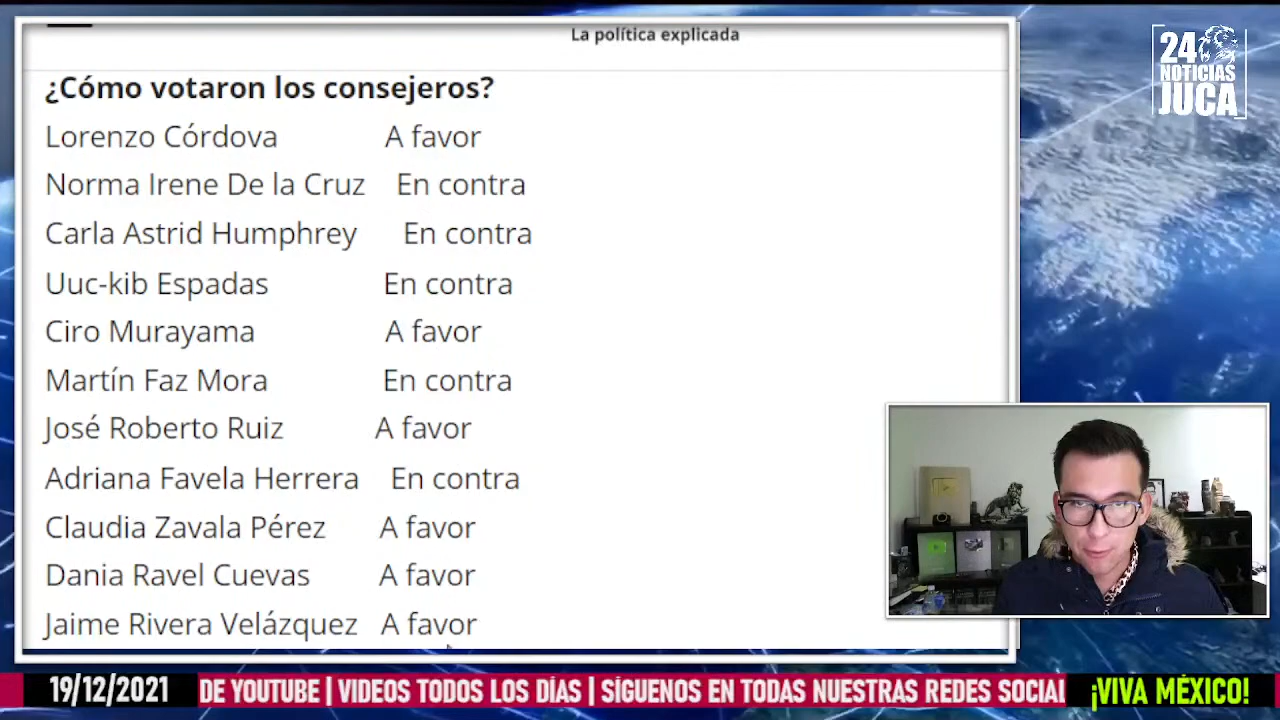 La política explicada
24
NOTICIAS
JUCA
¿Cómo votaron los consejeros?
Lorenzo Córdova A favor
Norma Irene De la Cruz En contra
Carla Astrid Humphrey En contra
Uuc-kib Espadas En contra
Ciro Murayama A favor
Martín Faz Mora En contra
José Roberto Ruiz A favor
Adriana Favela Herrera En contra
Claudia Zavala Pérez A favor
Dania Ravel Cuevas A favor
Jaime Rivera Velázquez A favor
19/12/2021 DE YOUTUBE | VIDEOS TODOS LOS DÍAS | SÍGUENOS EN TODAS NUESTRAS REDES SOCIAL ¡VIVA MÉXICO!